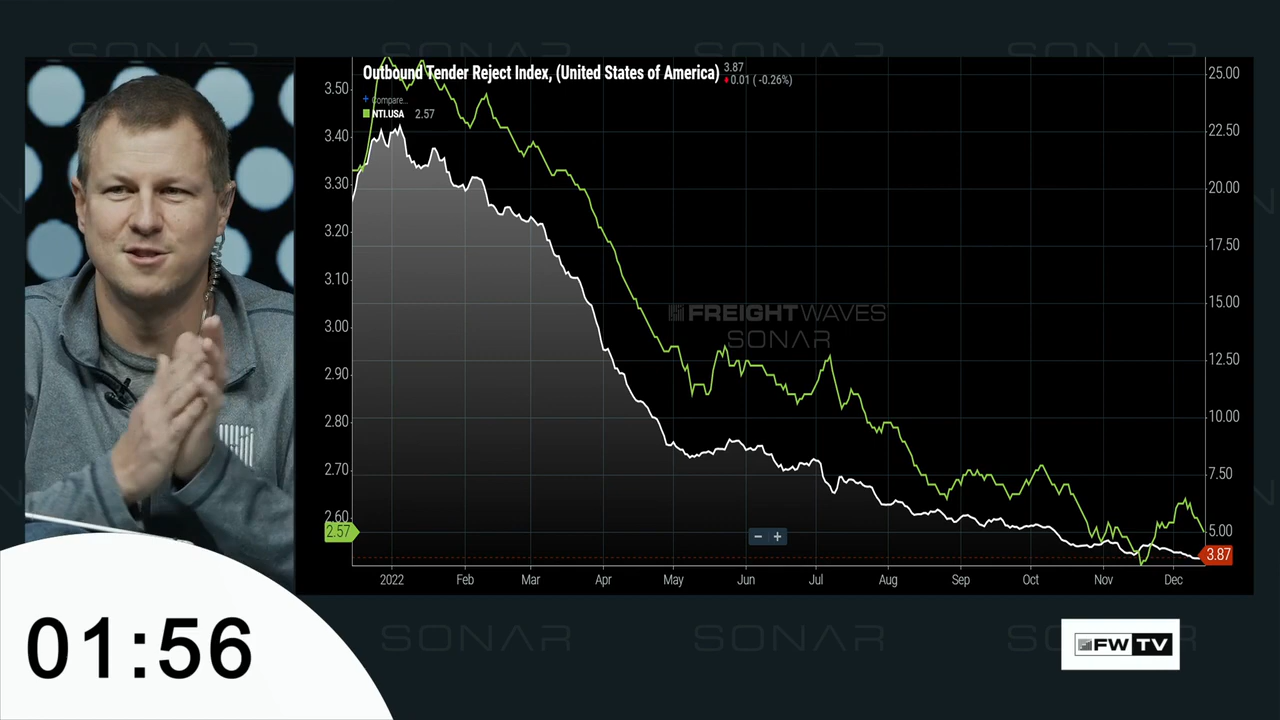 SONAR SONAR SONAR SONAR
Outbound Tender Reject Index, (United States of America) 3.87
0.01 ( -0.26%)
+ Compare...
NTI.USA 2.57
3.50
3.40
3.30
3.20
3.10
3.00
2.90
2.80
2.70
2.60
2.57
25.00
22.50
20.00
17.50
15.00
12.50
10.00
7.50
5.00
3.87
FREIGHTWAVES
SONAR
− +
2022 Feb Mar Apr May Jun Jul Aug Sep Oct Nov Dec
01:56
SONAR SONAR
FW TV